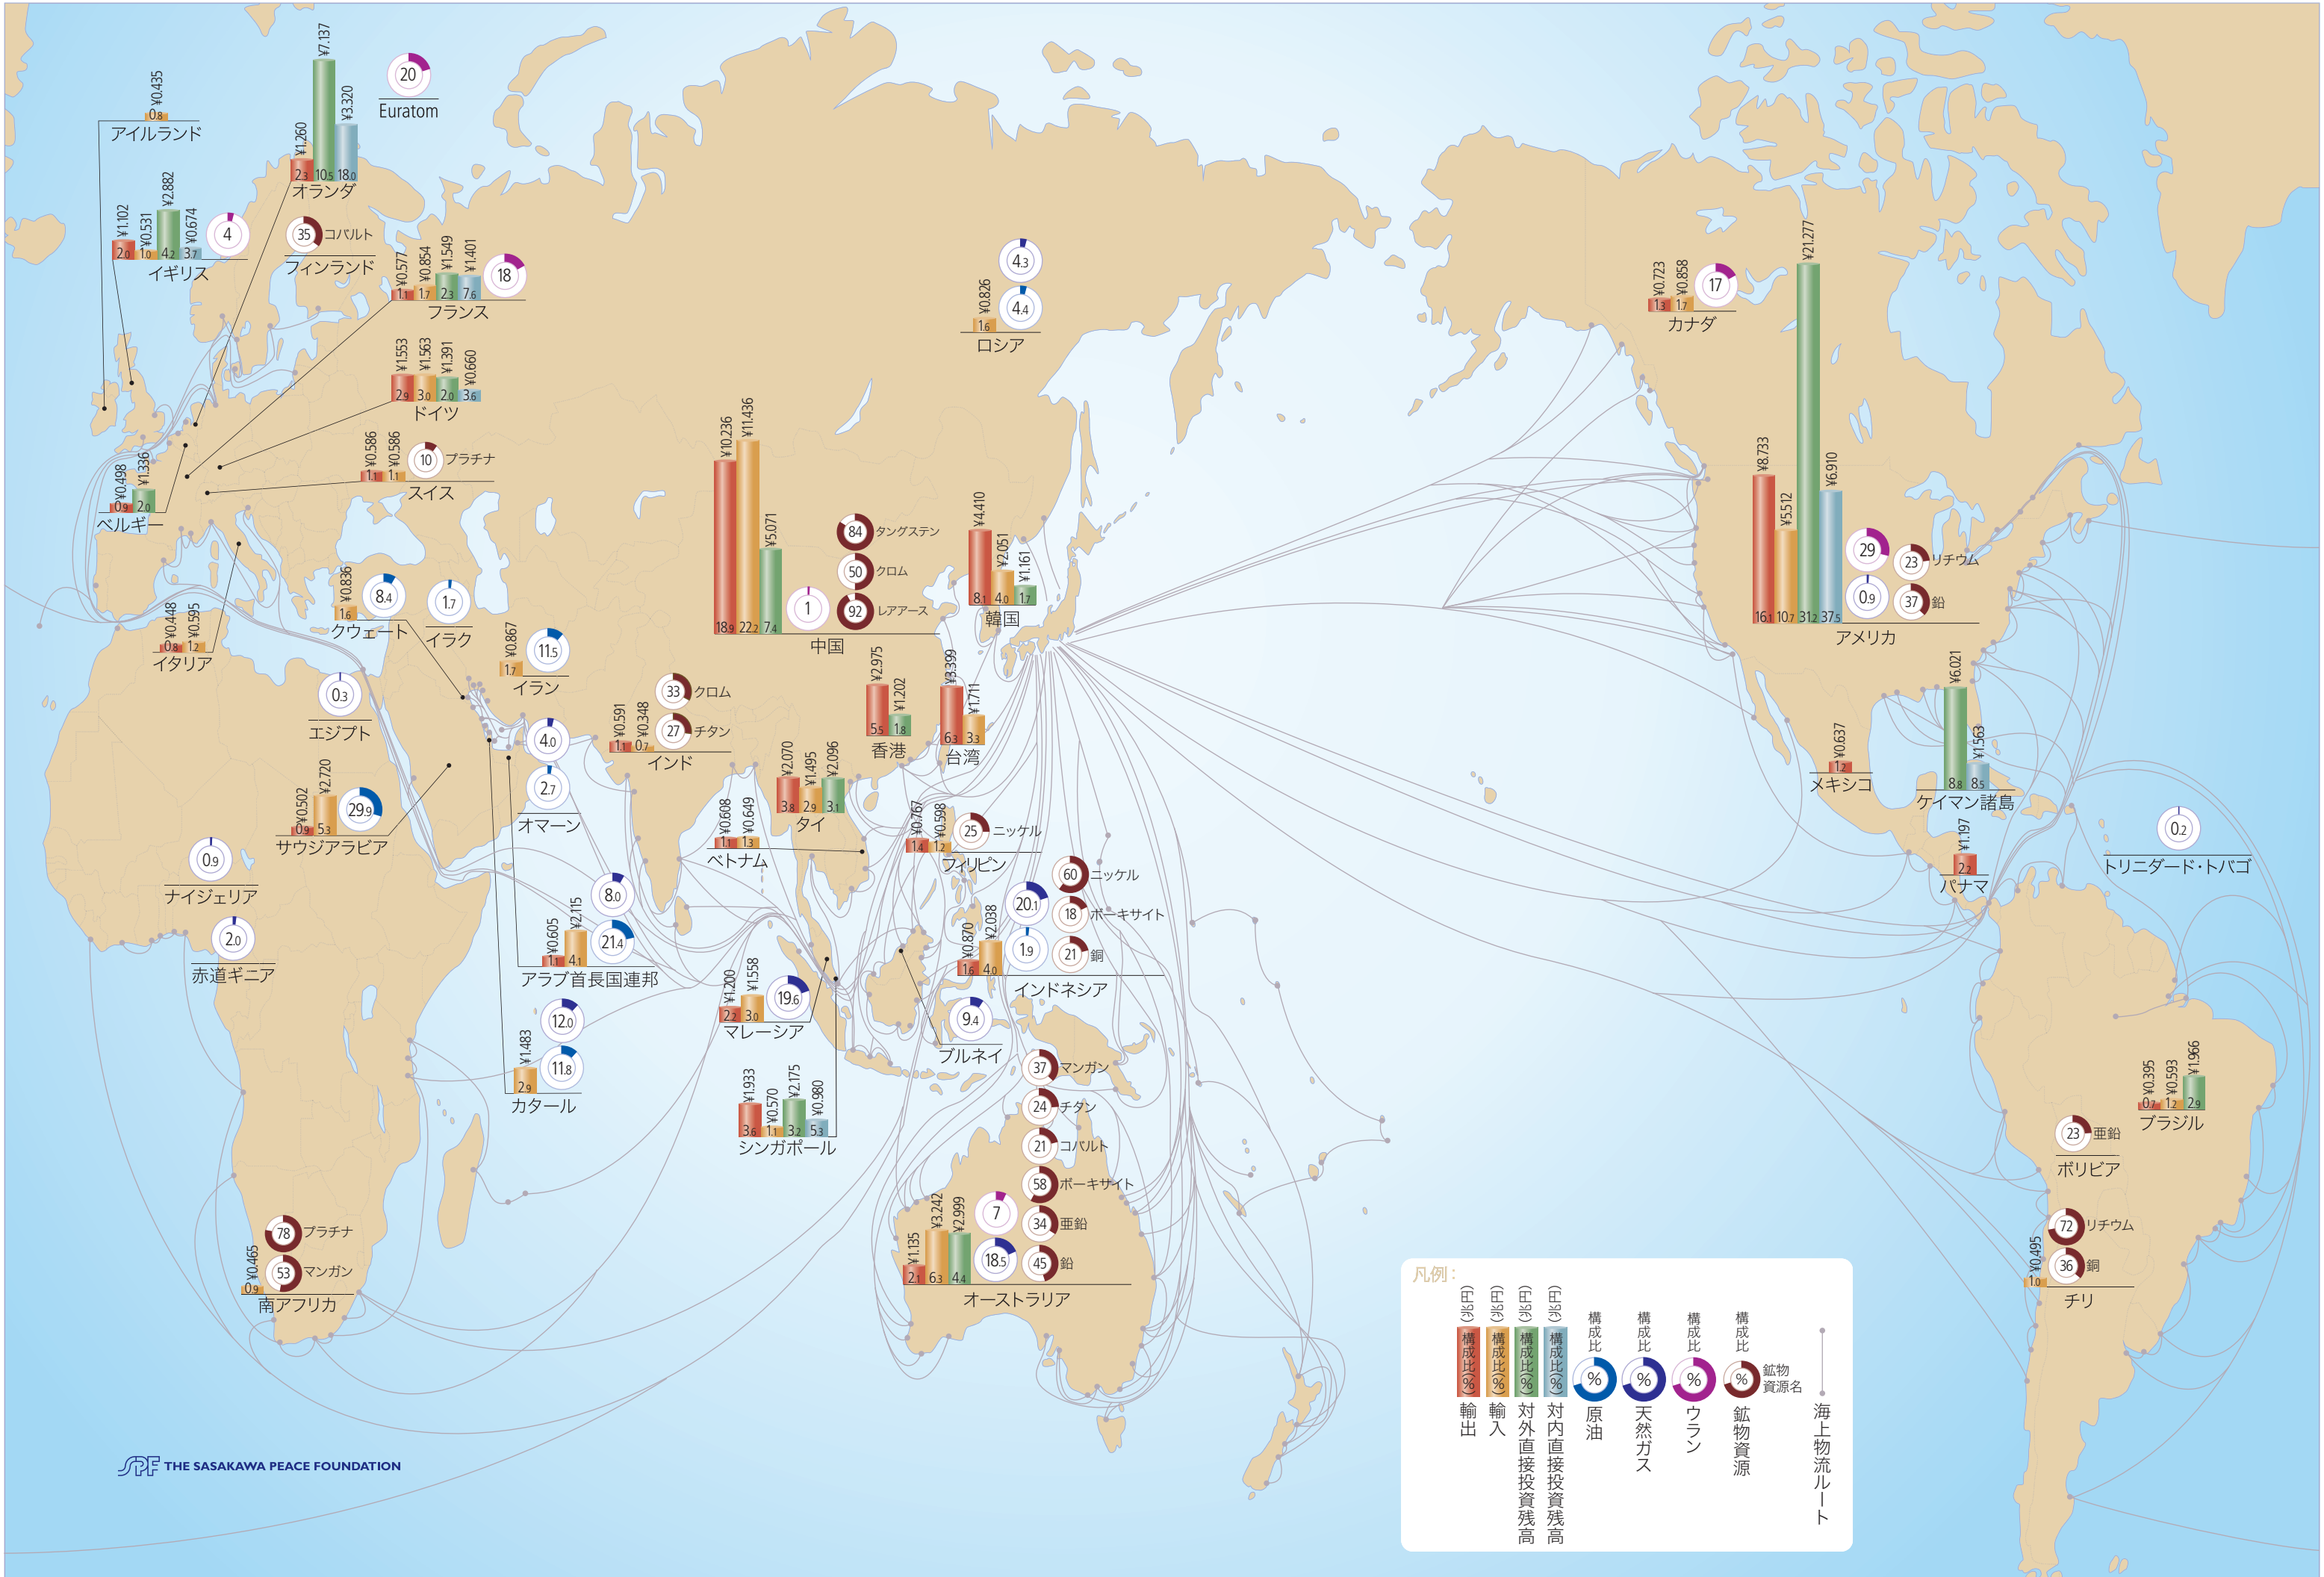 ¥0.435
0.8
アイルランド
¥1.260
¥7.137
¥3.320
2.3
10.5
18.0
オランダ
20
Euratom
¥1.102
¥0.531
¥2.882
¥0.674
2.0
1.0
4.2
3.7
4
イギリス
35
コバルト
フィンランド
¥0.577
¥0.854
¥1.549
¥1.401
1.1
1.7
2.3
7.6
18
フランス
¥1.553
¥1.563
¥1.391
¥0.660
2.9
3.0
2.0
3.6
ドイツ
¥0.586
¥0.586
1.1
1.1
10
プラチナ
スイス
¥0.498
¥1.336
0.9
2.0
ベルギー
¥0.448
¥0.595
0.8
1.2
イタリア
¥0.836
1.6
8.4
クウェート
1.7
イラク
¥0.867
1.7
11.5
イラン
0.3
エジプト
¥0.502
¥2.720
0.9
5.3
29.9
サウジアラビア
4.0
2.7
オマーン
0.9
ナイジェリア
2.0
赤道ギニア
¥0.605
¥2.115
1.1
4.1
8.0
21.4
アラブ首長国連邦
¥1.483
2.9
12.0
11.8
カタール
¥0.465
0.9
78
プラチナ
53
マンガン
南アフリカ
4.3
4.4
¥0.826
1.6
ロシア
¥10.236
¥11.436
¥5.071
18.9
22.2
7.4
1
84
タングステン
50
クロム
92
レアアース
中国
¥4.410
¥2.051
¥1.161
8.1
4.0
1.7
韓国
¥0.591
¥0.348
1.1
0.7
33
クロム
27
チタン
インド
¥2.975
¥1.202
5.5
1.8
香港
¥3.399
¥1.711
6.3
3.3
台湾
¥2.070
¥1.495
¥2.096
3.8
2.9
3.1
タイ
¥0.608
¥0.649
1.1
1.3
ベトナム
¥0.767
¥0.598
1.4
1.2
25
ニッケル
フィリピン
¥0.870
¥2.038
1.6
4.0
20.1
1.9
60
ニッケル
18
ボーキサイト
21
銅
インドネシア
¥1.200
¥1.558
2.2
3.0
19.6
マレーシア
9.4
ブルネイ
¥1.933
¥0.570
¥2.175
¥0.980
3.6
1.1
3.2
5.3
シンガポール
37
マンガン
24
チタン
21
コバルト
58
ボーキサイト
34
亜鉛
45
鉛
¥1.135
¥3.242
¥2.999
2.1
6.3
4.4
7
18.5
オーストラリア
¥0.723
¥0.858
1.3
1.7
17
カナダ
¥8.733
¥5.512
¥21.277
¥6.910
16.1
10.7
31.2
37.5
29
0.9
23
リチウム
37
鉛
アメリカ
¥0.637
1.2
メキシコ
¥6.021
¥1.563
8.8
8.5
ケイマン諸島
¥1.197
2.2
パナマ
0.2
トリニダード・トバゴ
¥0.395
¥0.593
¥1.966
0.7
1.2
2.9
ブラジル
23
亜鉛
ボリビア
¥0.495
1.0
72
リチウム
36
銅
チリ
凡例：
(兆円)
構成比(%)
輸出
(兆円)
構成比(%)
輸入
(兆円)
構成比(%)
対外直接投資残高
(兆円)
構成比(%)
対内直接投資残高
構成比
%
原油
構成比
%
天然ガス
構成比
%
ウラン
構成比
%
鉱物
資源名
鉱物資源
海上物流ルート
SPF THE SASAKAWA PEACE FOUNDATION